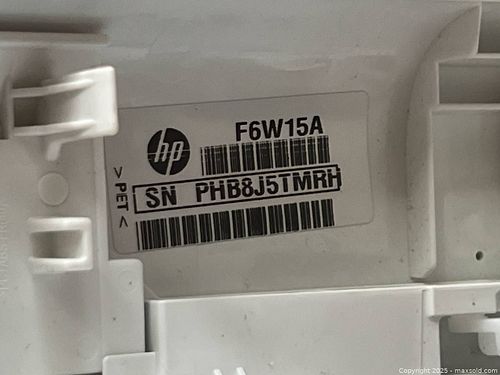 hp
F6W15A
SN PHB8J5TMRH
> PET <
Copyright 2025 - maxsold.com